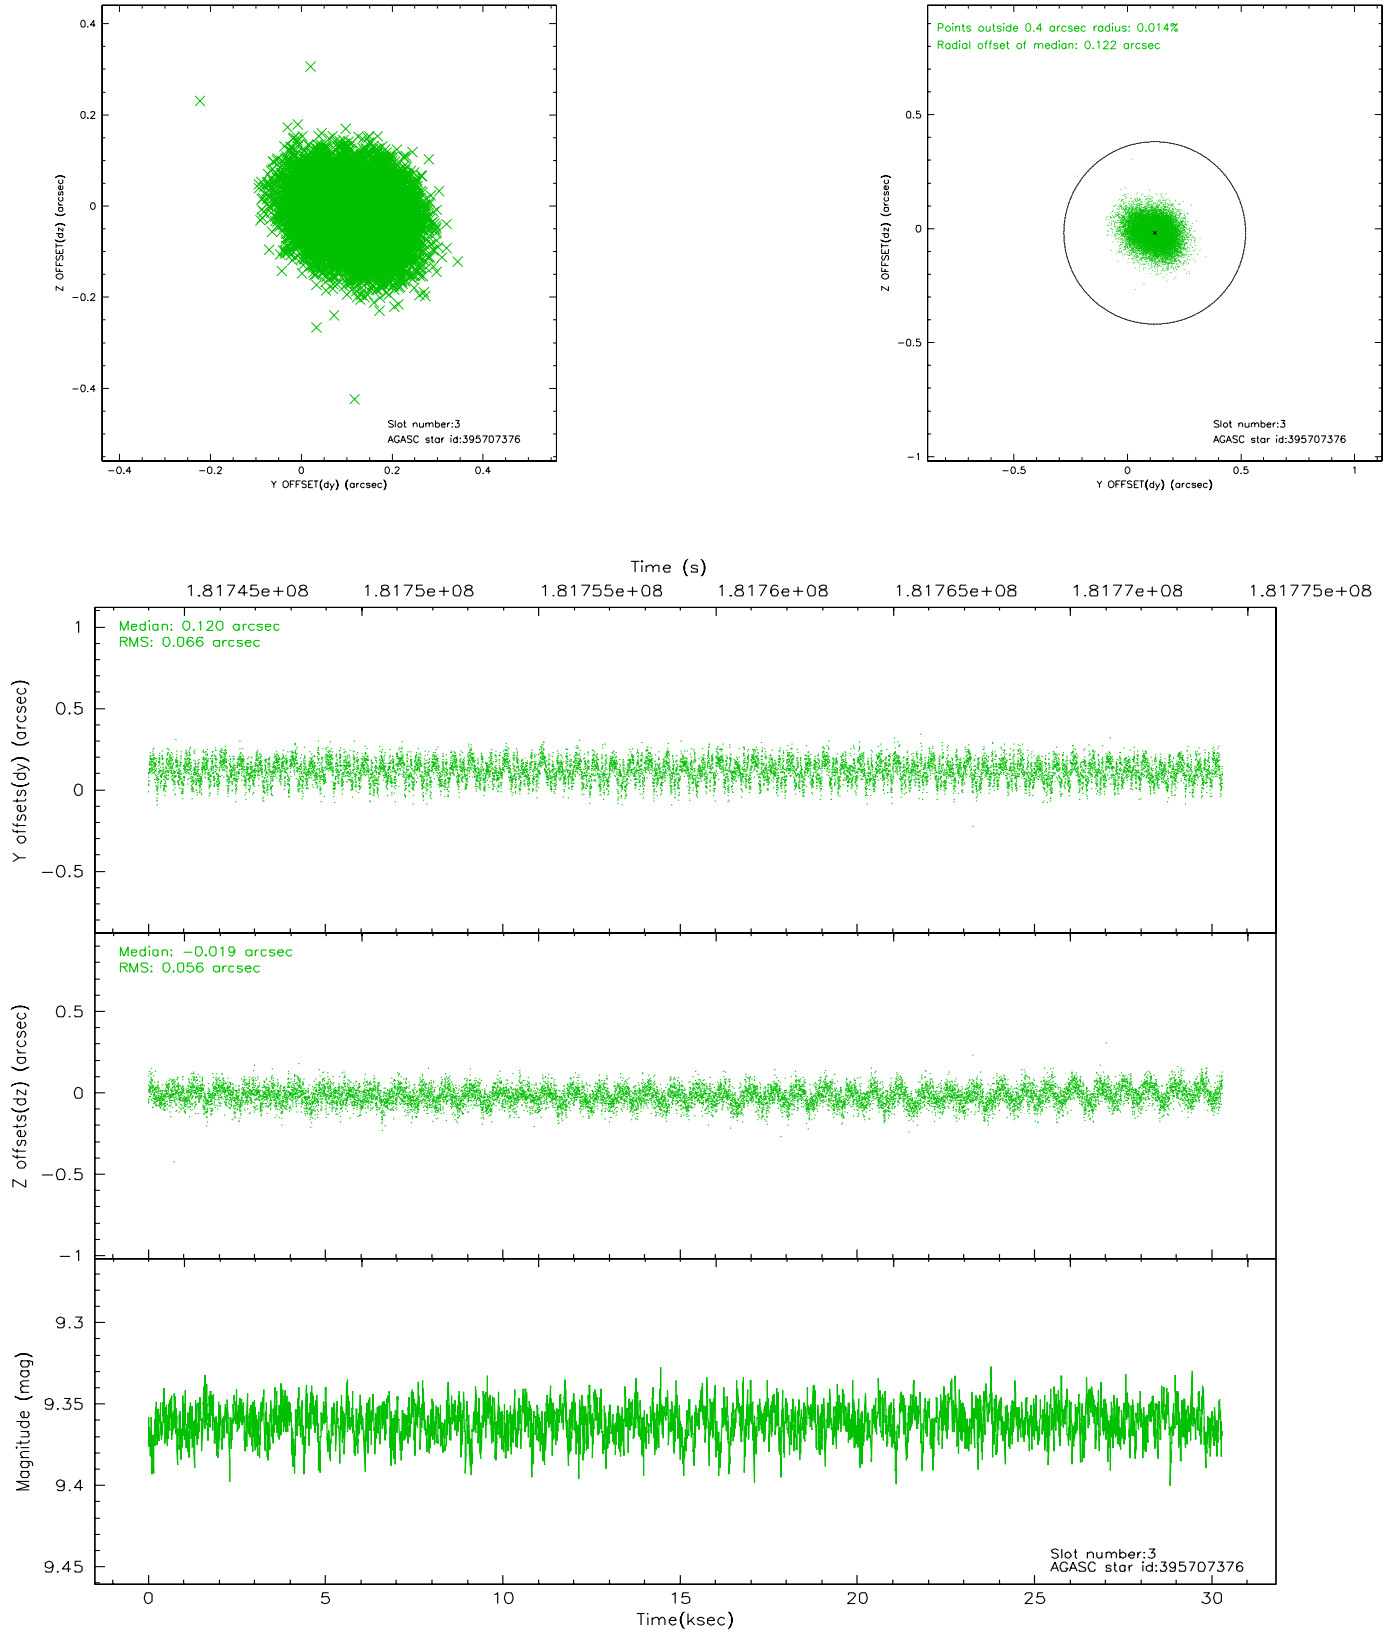 0.4
0.2
0
−0.2
−0.4
Z OFFSET(dz) (arcsec)
Slot number:3
AGASC star id:395707376
−0.4 −0.2 0 0.2 0.4
Y OFFSET(dy) (arcsec)
Points outside 0.4 arcsec radius: 0.014%
Radial offset of median: 0.122 arcsec
0.5
0
−0.5
−1
Z OFFSET(dz) (arcsec)
Slot number:3
AGASC star id:395707376
−0.5 0 0.5 1
Y OFFSET(dy) (arcsec)
Time (s)
1.81745e+08 1.8175e+08 1.81755e+08 1.8176e+08 1.81765e+08 1.8177e+08 1.81775e+08
Median: 0.120 arcsec
RMS: 0.066 arcsec
1
0.5
0
−0.5
Y offsets(dy) (arcsec)
Median: −0.019 arcsec
RMS: 0.056 arcsec
0.5
0
−0.5
−1
Z offsets(dz) (arcsec)
9.3
9.35
9.4
9.45
Magnitude (mag)
Slot number:3
AGASC star id:395707376
0 5 10 15 20 25 30
Time(ksec)